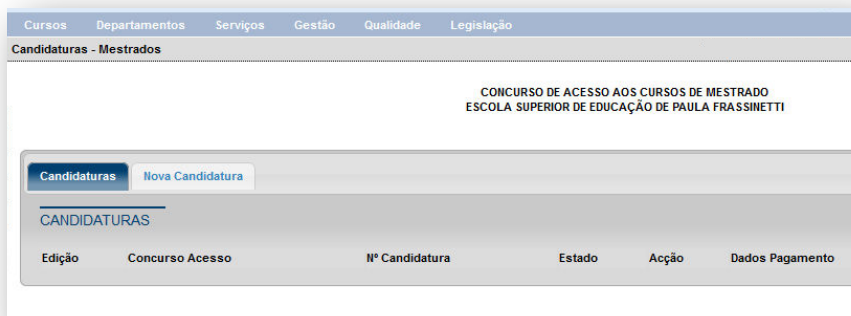 Cursos Departamentos Serviços Gestão Qualidade Legislação
Candidaturas - Mestrados
CONCURSO DE ACESSO AOS CURSOS DE MESTRADO
ESCOLA SUPERIOR DE EDUCAÇÃO DE PAULA FRASSINETTI
Candidaturas Nova Candidatura
CANDIDATURAS
Edição Concurso Acesso Nº Candidatura Estado Acção Dados Pagamento